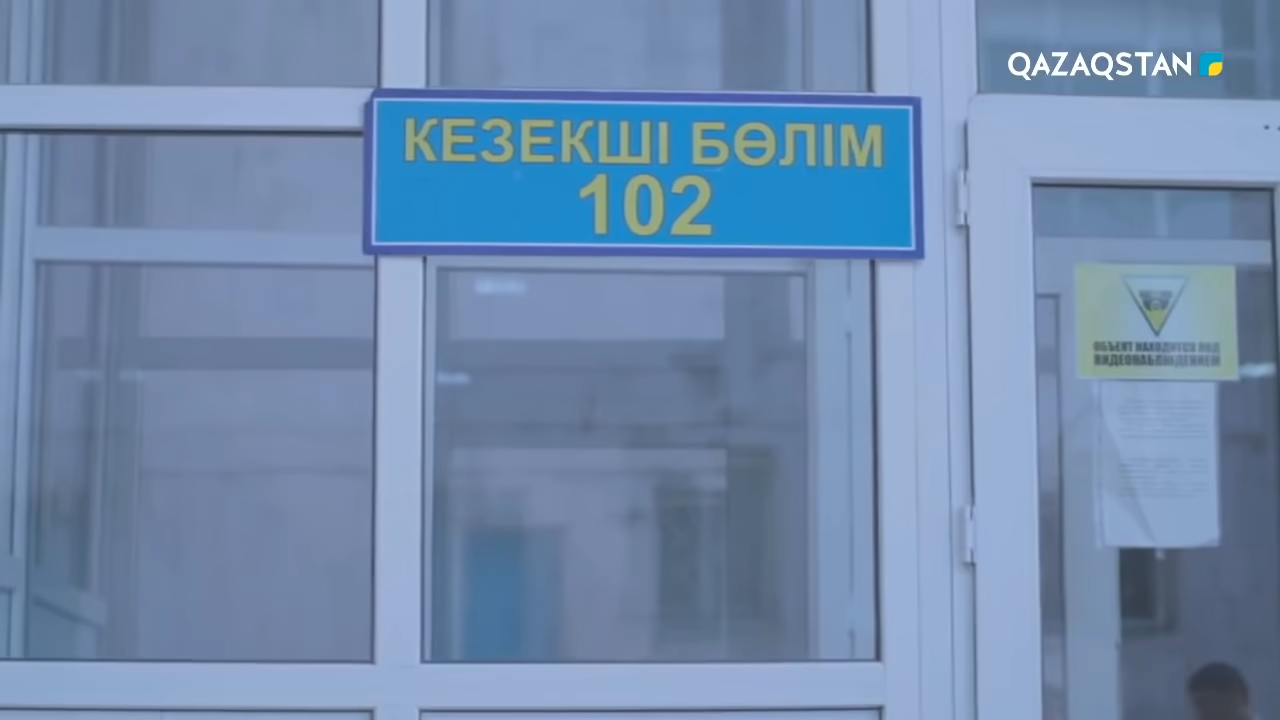 QAZAQSTAN
КЕЗЕКШІ БӨЛІМ
102
ОБЪЕКТ НАХОДИТСЯ ПОД
ВИДЕОНАБЛЮДЕНИЕМ